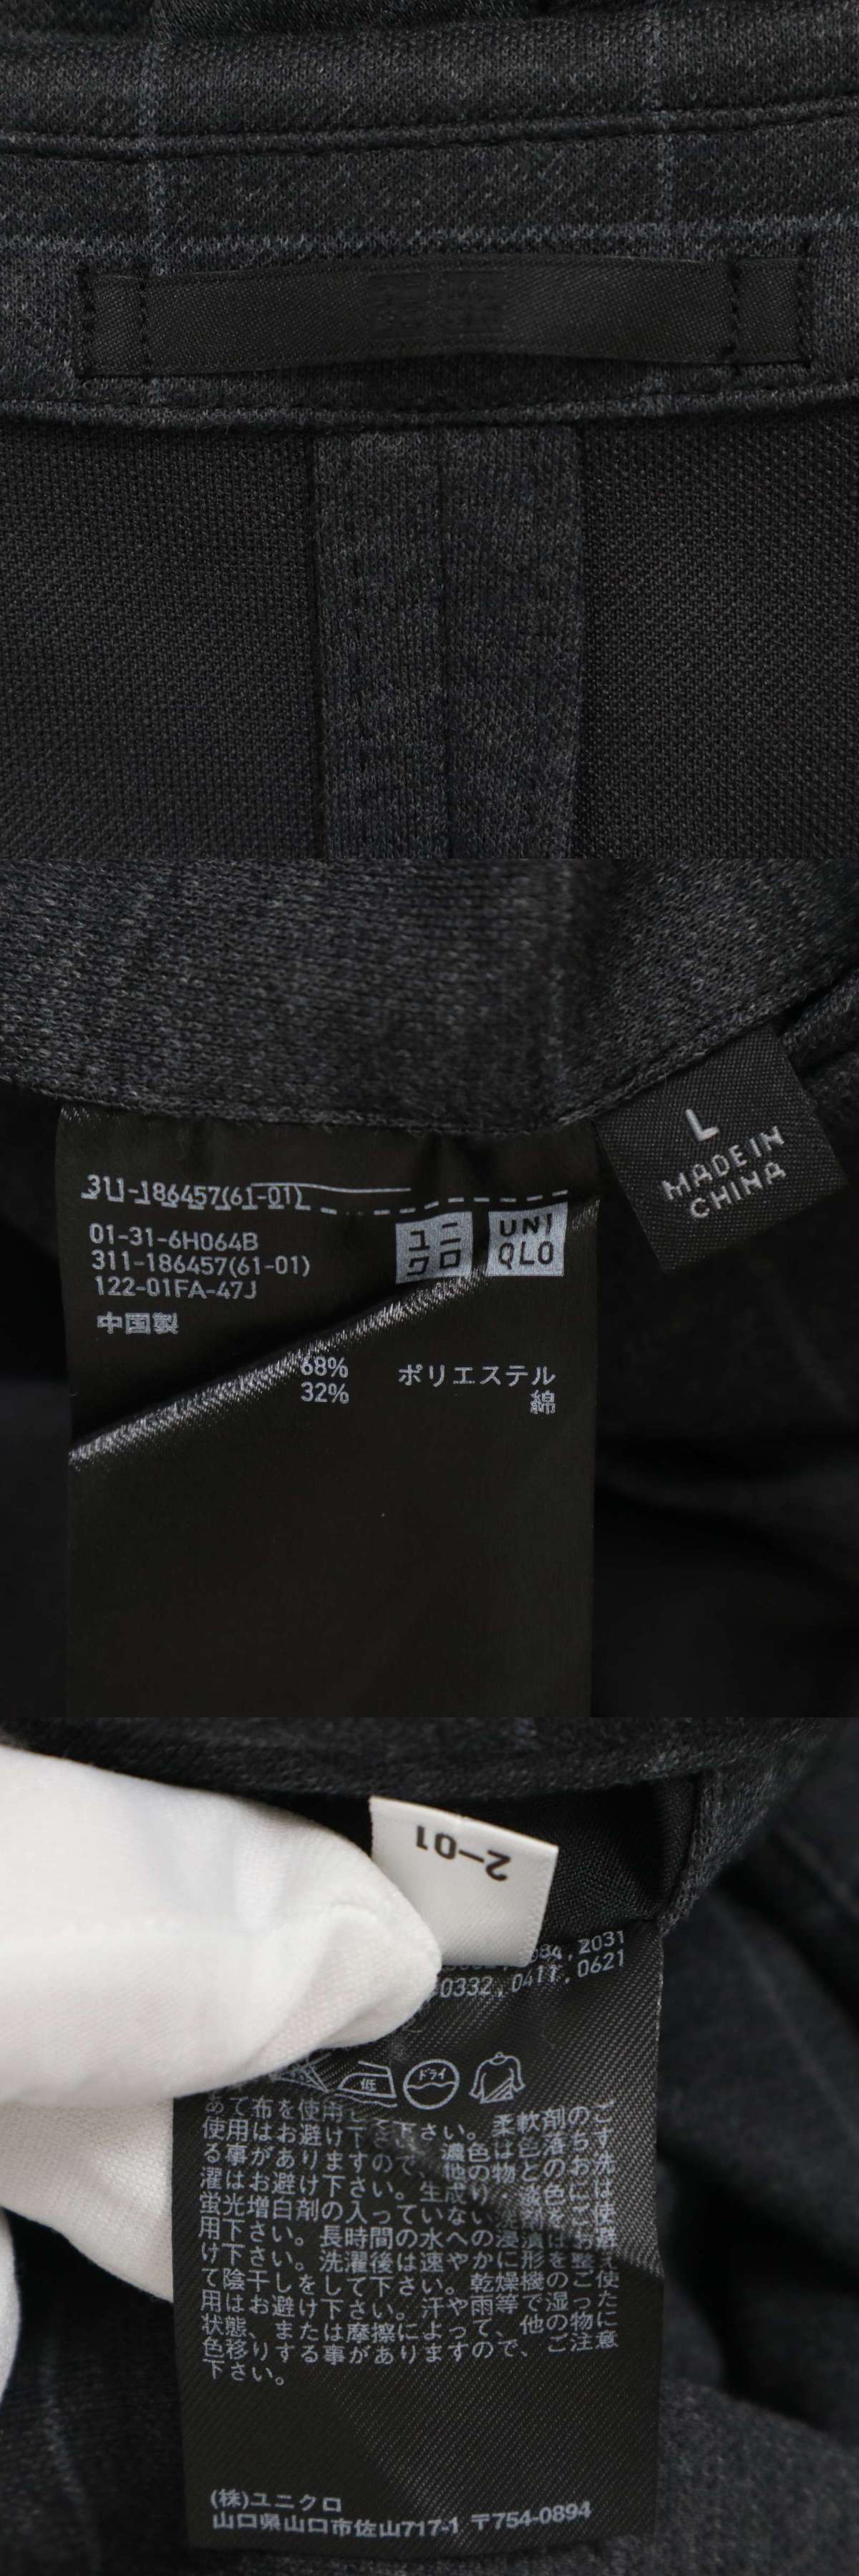 311-186457(61-01)
01-31-6H064B
311-186457(61-01)
122-01FA-47J
中国製
ユニクロ
UNI
QLO
68% ポリエステル
32% 綿
L
MADE IN
CHINA
2-01
084,2031
0332,0411,0621
低
ドライ
あて布を使用して下さい。柔軟剤のご
使用はお避け下さい。濃色は色落ちす
る事がありますので、他の物とのお洗
濯はお避け下さい。生成り・淡色には
蛍光増白剤の入っていない洗剤をご使
用下さい。長時間の水への浸漬はお避
け下さい。洗濯後は速やかに形を整え
て陰干しをして下さい。乾燥機のご使
用はお避け下さい。汗や雨等で湿った
状態、または摩擦によって、他の物に
色移りする事がありますので、ご注意
下さい。
(株)ユニクロ
山口県山口市佐山717-1 〒754-0894